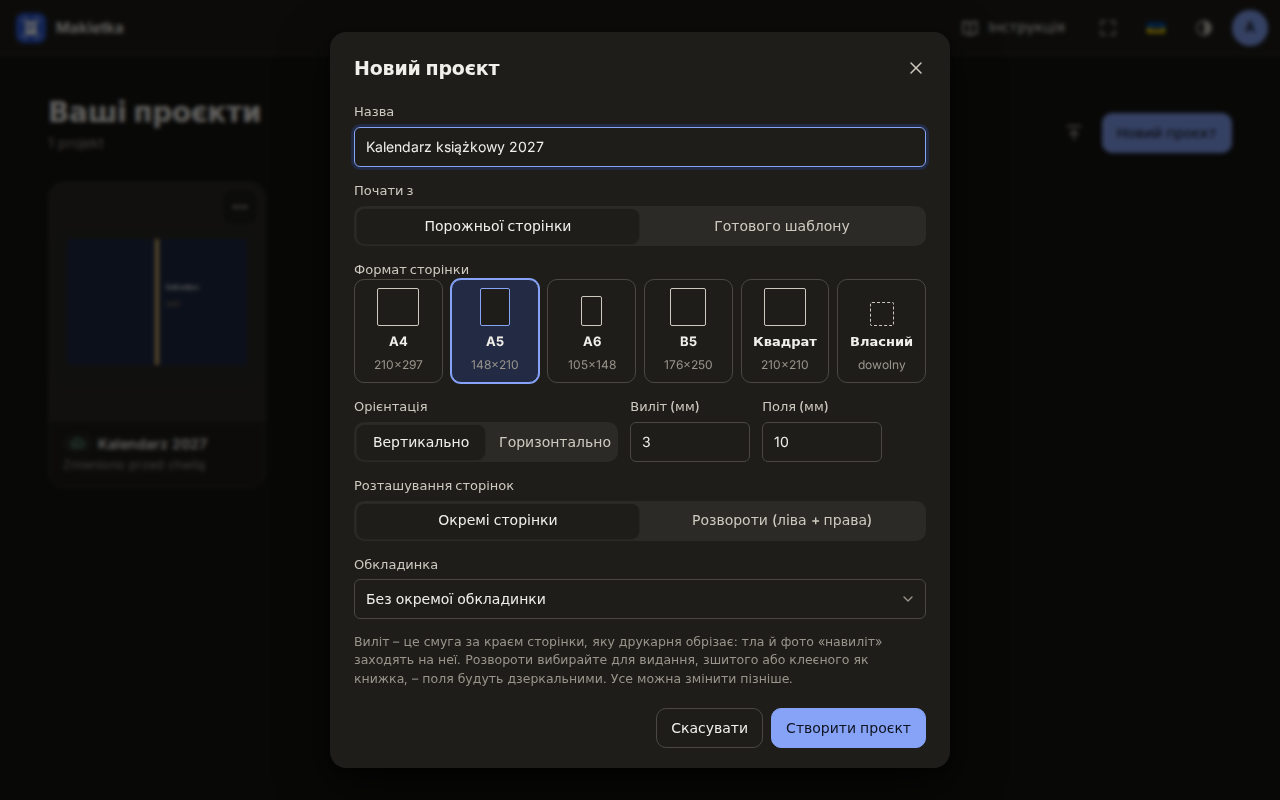 Makietka
Інструкція
A
Ваші проєкти
1 projekt
Новий проєкт
Kalendarz 2027
Zmieniono przed chwilą
Новий проєкт
Назва
Kalendarz książkowy 2027
Почати з
Порожньої сторінки
Готового шаблону
Формат сторінки
A4
210×297
A5
148×210
A6
105×148
B5
176×250
Квадрат
210×210
Власний
dowolny
Орієнтація
Виліт (мм)
Поля (мм)
Вертикально
Горизонтально
3
10
Розташування сторінок
Окремі сторінки
Розвороти (ліва + права)
Обкладинка
Без окремої обкладинки
Виліт – це смуга за краєм сторінки, яку друкарня обрізає: тла й фото «навиліт»
заходять на неї. Розвороти вибирайте для видання, зшитого або клеєного як
книжка, – поля будуть дзеркальними. Усе можна змінити пізніше.
Скасувати
Створити проєкт